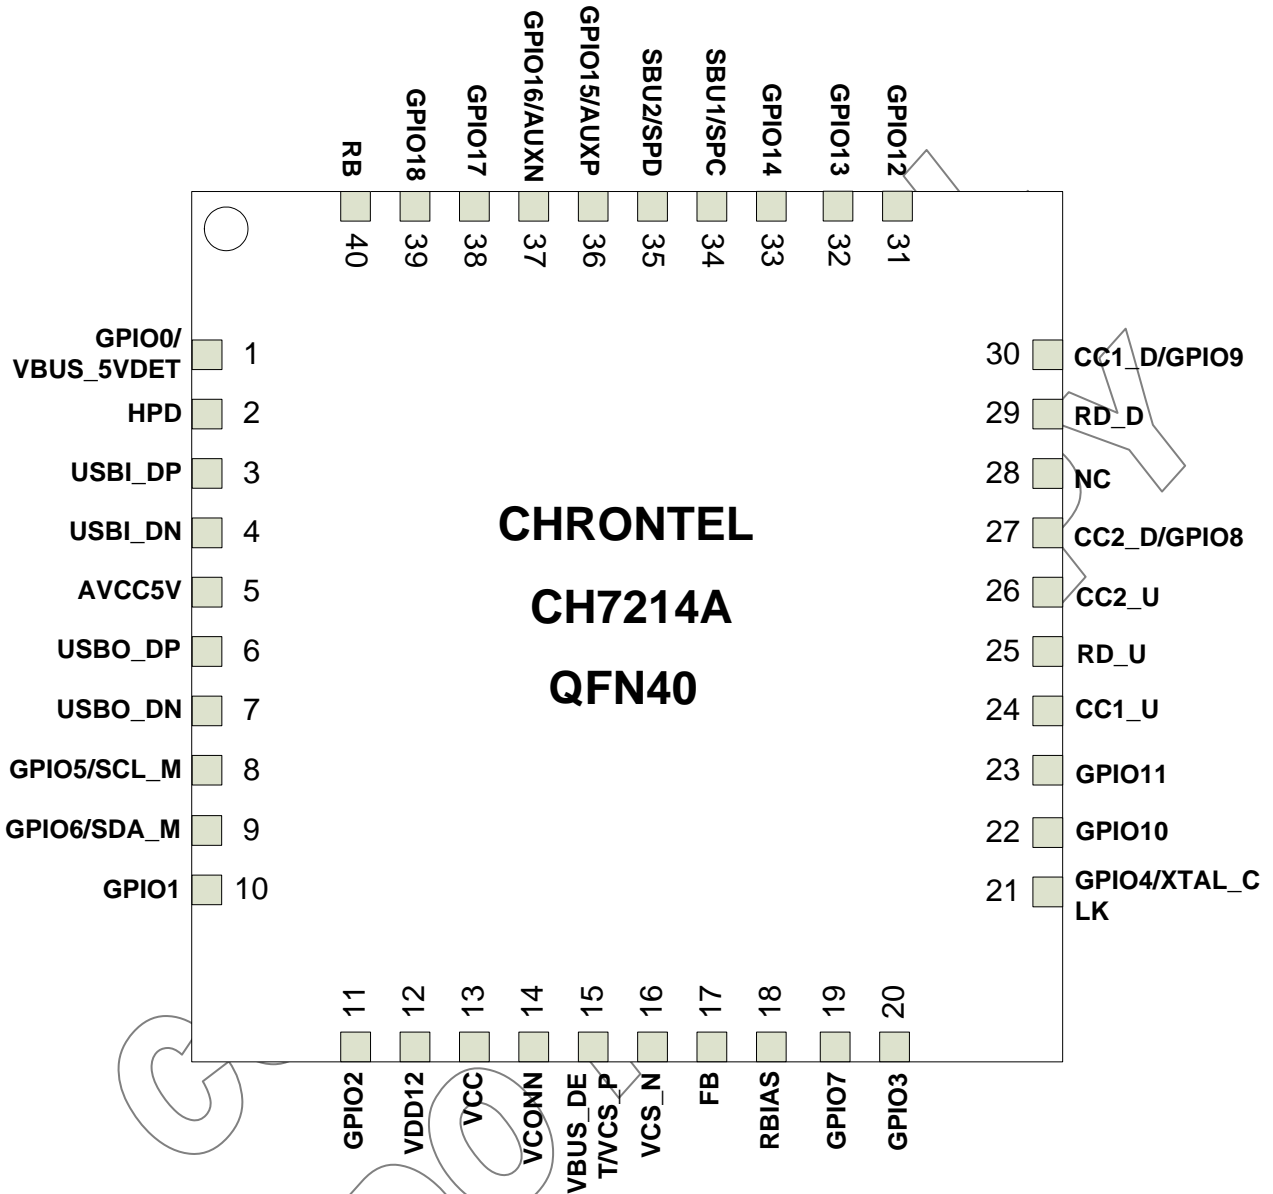 RB
GPIO18
GPIO17
GPIO16/AUXN
GPIO15/AUXP
SBU2/SPD
SBU1/SPC
GPIO14
GPIO13
GPIO12
40
39
38
37
36
35
34
33
32
31
GPIO0/
VBUS_5VDET
1
HPD
2
USBI_DP
3
USBI_DN
4
AVCC5V
5
USBO_DP
6
USBO_DN
7
GPIO5/SCL_M
8
GPIO6/SDA_M
9
GPIO1
10
CHRONTEL
CH7214A
QFN40
30
CC1_D/GPIO9
29
RD_D
28
NC
27
CC2_D/GPIO8
26
CC2_U
25
RD_U
24
CC1_U
23
GPIO11
22
GPIO10
21
GPIO4/XTAL_C
LK
11
12
13
14
15
16
17
18
19
20
GPIO2
VDD12
VCC
VCONN
VBUS_DE
T/VCS_P
VCS_N
FB
RBIAS
GPIO7
GPIO3